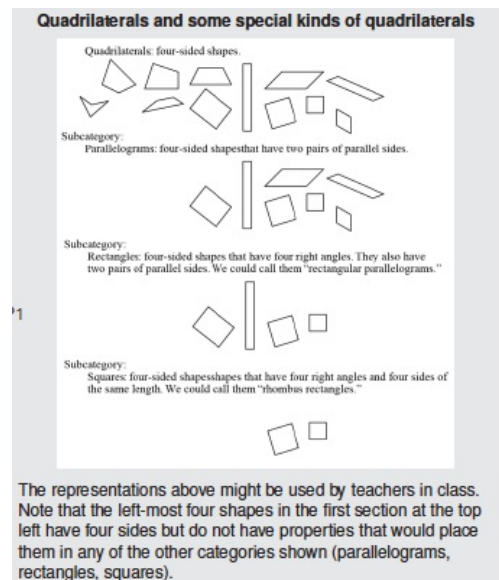 Quadrilaterals and some special kinds of quadrilaterals
Quadrilaterals: four-sided shapes.
Subcategory:
Parallelograms: four-sided shapesthat have two pairs of parallel sides.
Subcategory:
Rectangles: four-sided shapes that have four right angles. They also have
two pairs of parallel sides. We could call them “rectangular parallelograms.”
1
Subcategory:
Squares: four-sided shapesshapes that have four right angles and four sides of
the same length. We could call them “rhombus rectangles.”
The representations above might be used by teachers in class.
Note that the left-most four shapes in the first section at the top
left have four sides but do not have properties that would place
them in any of the other categories shown (parallelograms,
rectangles, squares).